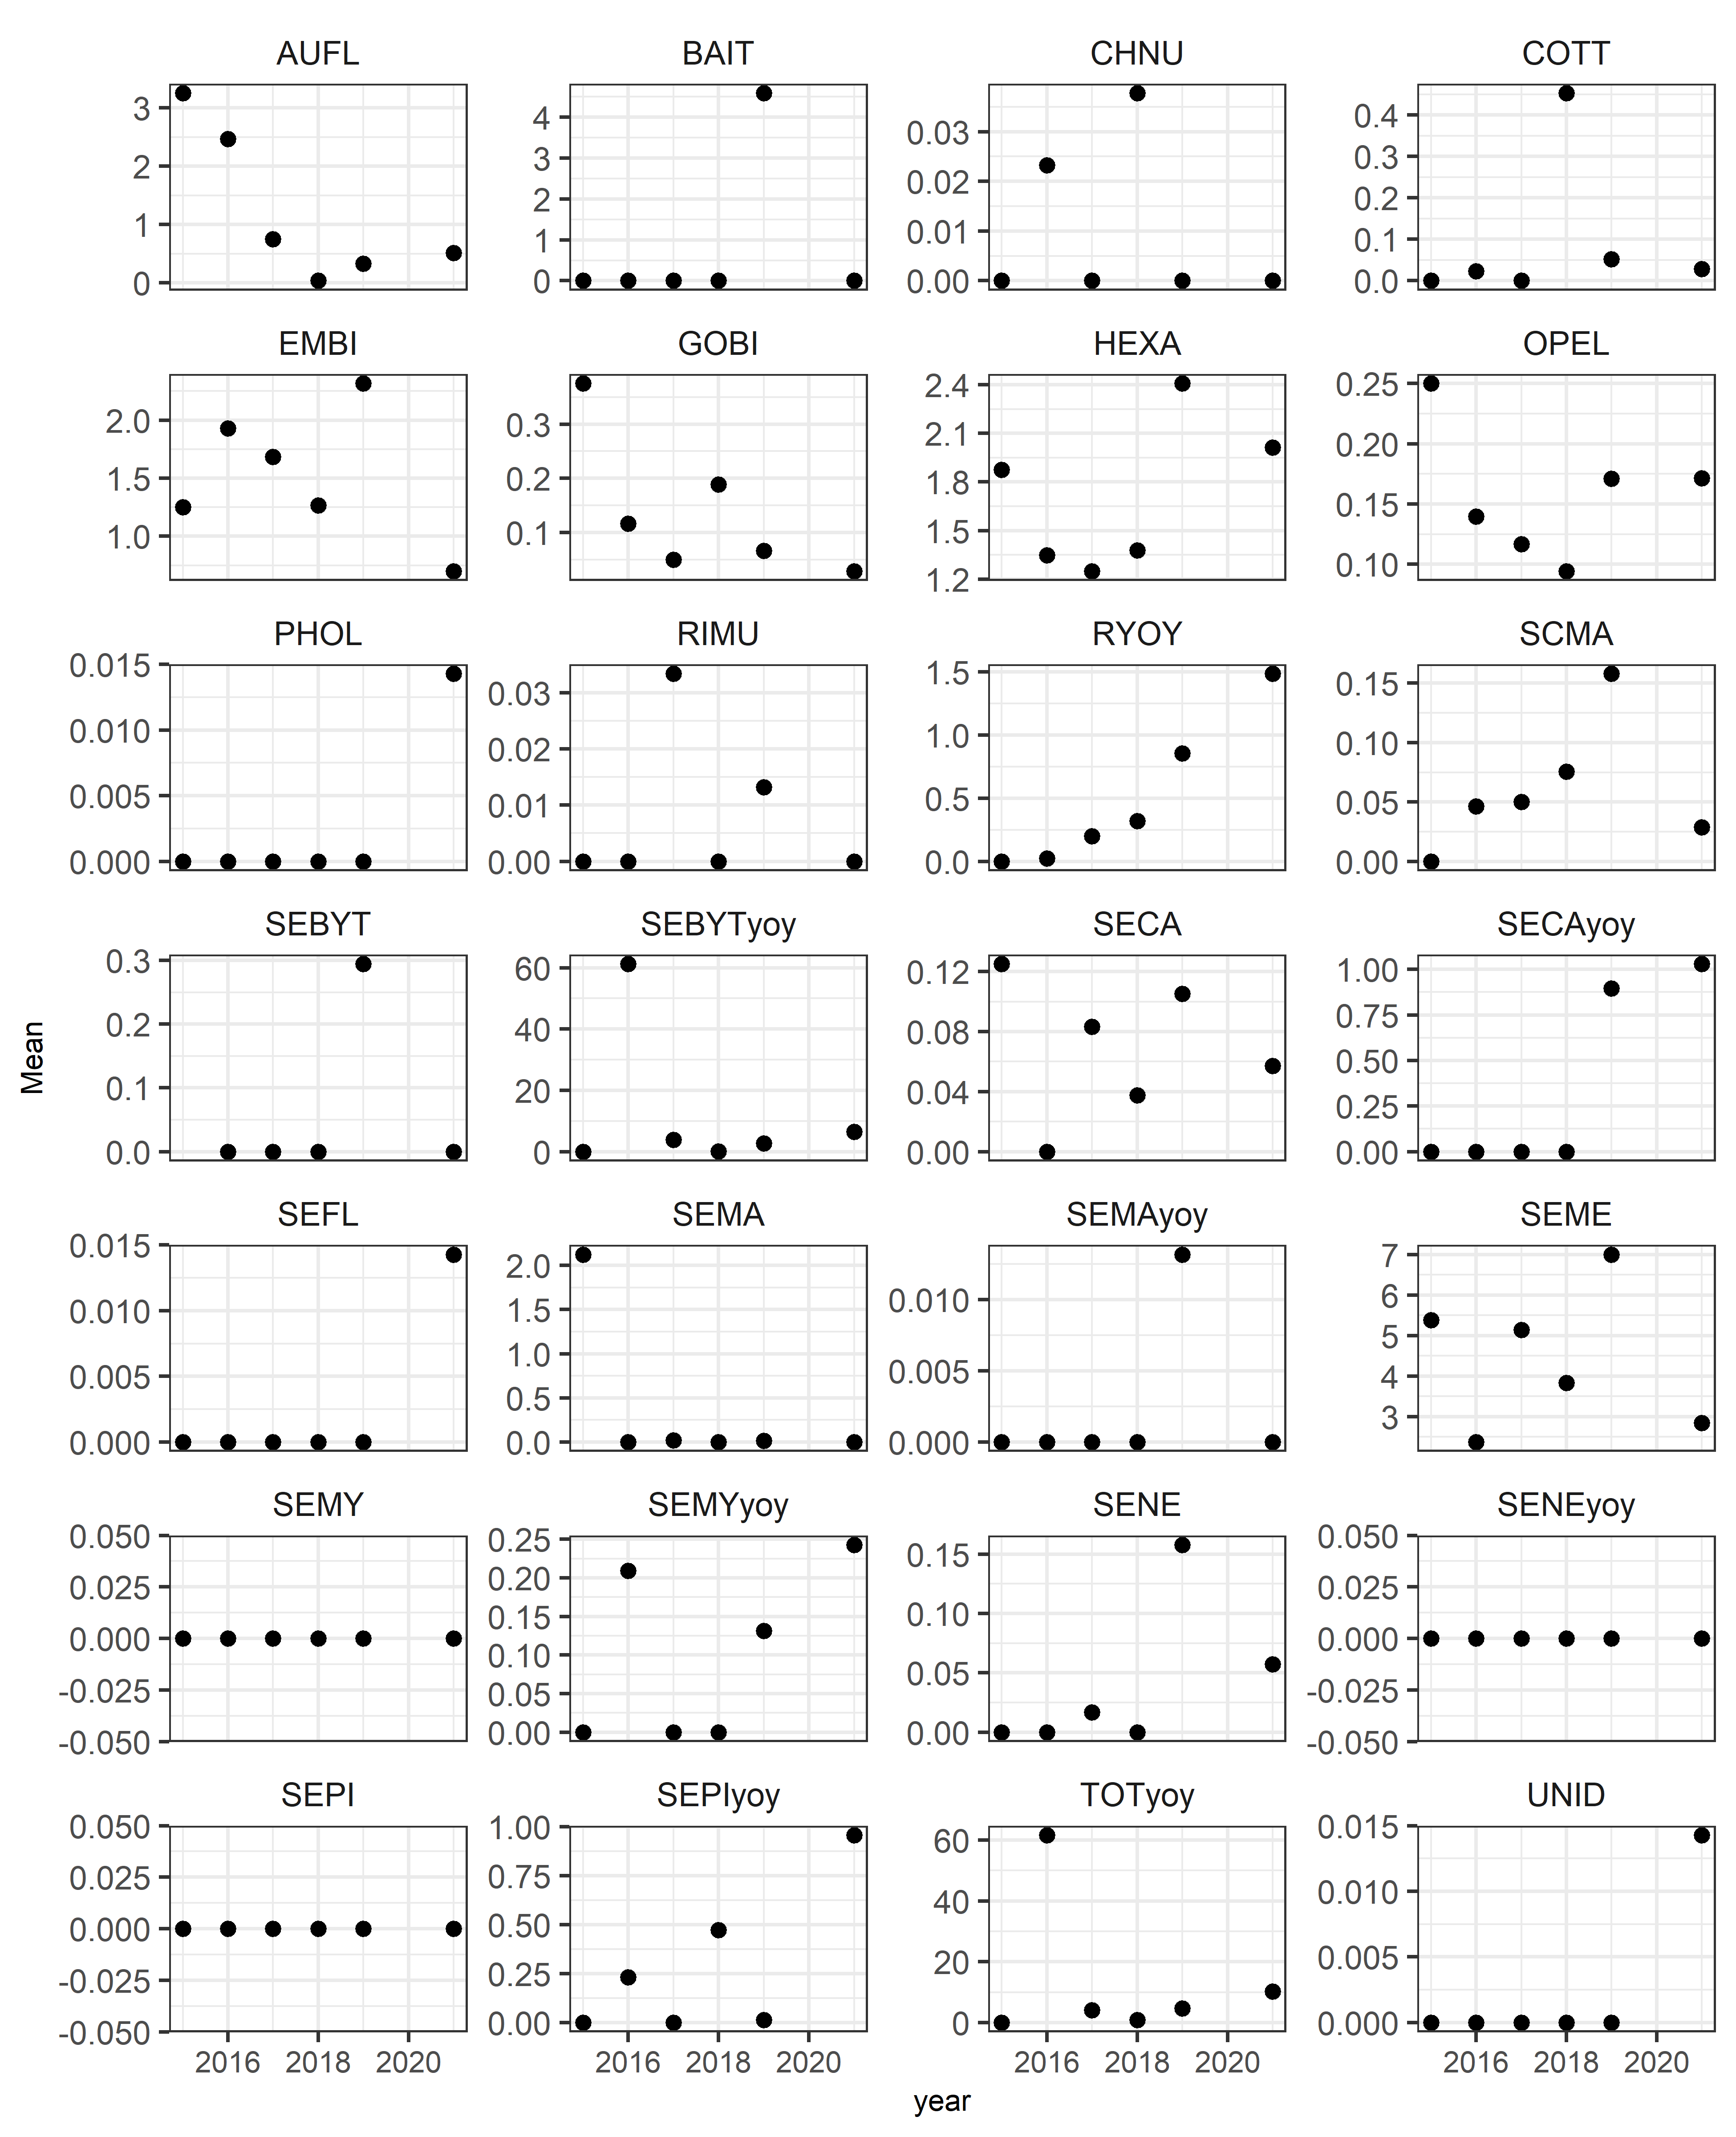 AUFL BAIT CHNU COTT
3 4 0.03 0.4
2 3 0.02 0.3
1 2 0.01 0.2
0 1 0.00 0.1
0 0.0
EMBI GOBI HEXA OPEL
2.0 0.3 2.4 0.25
1.5 0.2 2.1 0.20
1.0 0.1 1.8 0.15
1.5 0.10
1.2
PHOL RIMU RYOY SCMA
0.015 0.03 1.5 0.15
0.010 0.02 1.0 0.10
0.005 0.01 0.5 0.05
0.000 0.00 0.0 0.00
SEBYT SEBYTyoy SECA SECAyoy
0.3 60 0.12 1.00
0.2 40 0.08 0.75
0.1 20 0.04 0.50
0.0 0 0.00 0.25
0.00
Mean
SEFL SEMA SEMAyoy SEME
0.015 2.0 0.010 7
0.010 1.5 0.005 6
0.005 1.0 0.000 5
0.000 0.5 4
0.0 3
SEMY SEMYyoy SENE SENEyoy
0.050 0.25 0.15 0.050
0.025 0.20 0.10 0.025
0.000 0.15 0.05 0.000
-0.025 0.10 0.00 -0.025
-0.050 0.05 -0.050
0.00
SEPI SEPIyoy TOTyoy UNID
0.050 1.00 60 0.015
0.025 0.75 40 0.010
0.000 0.50 20 0.005
-0.025 0.25 0 0.000
-0.050 0.00
2016 2018 2020 2016 2018 2020 2016 2018 2020 2016 2018 2020
year